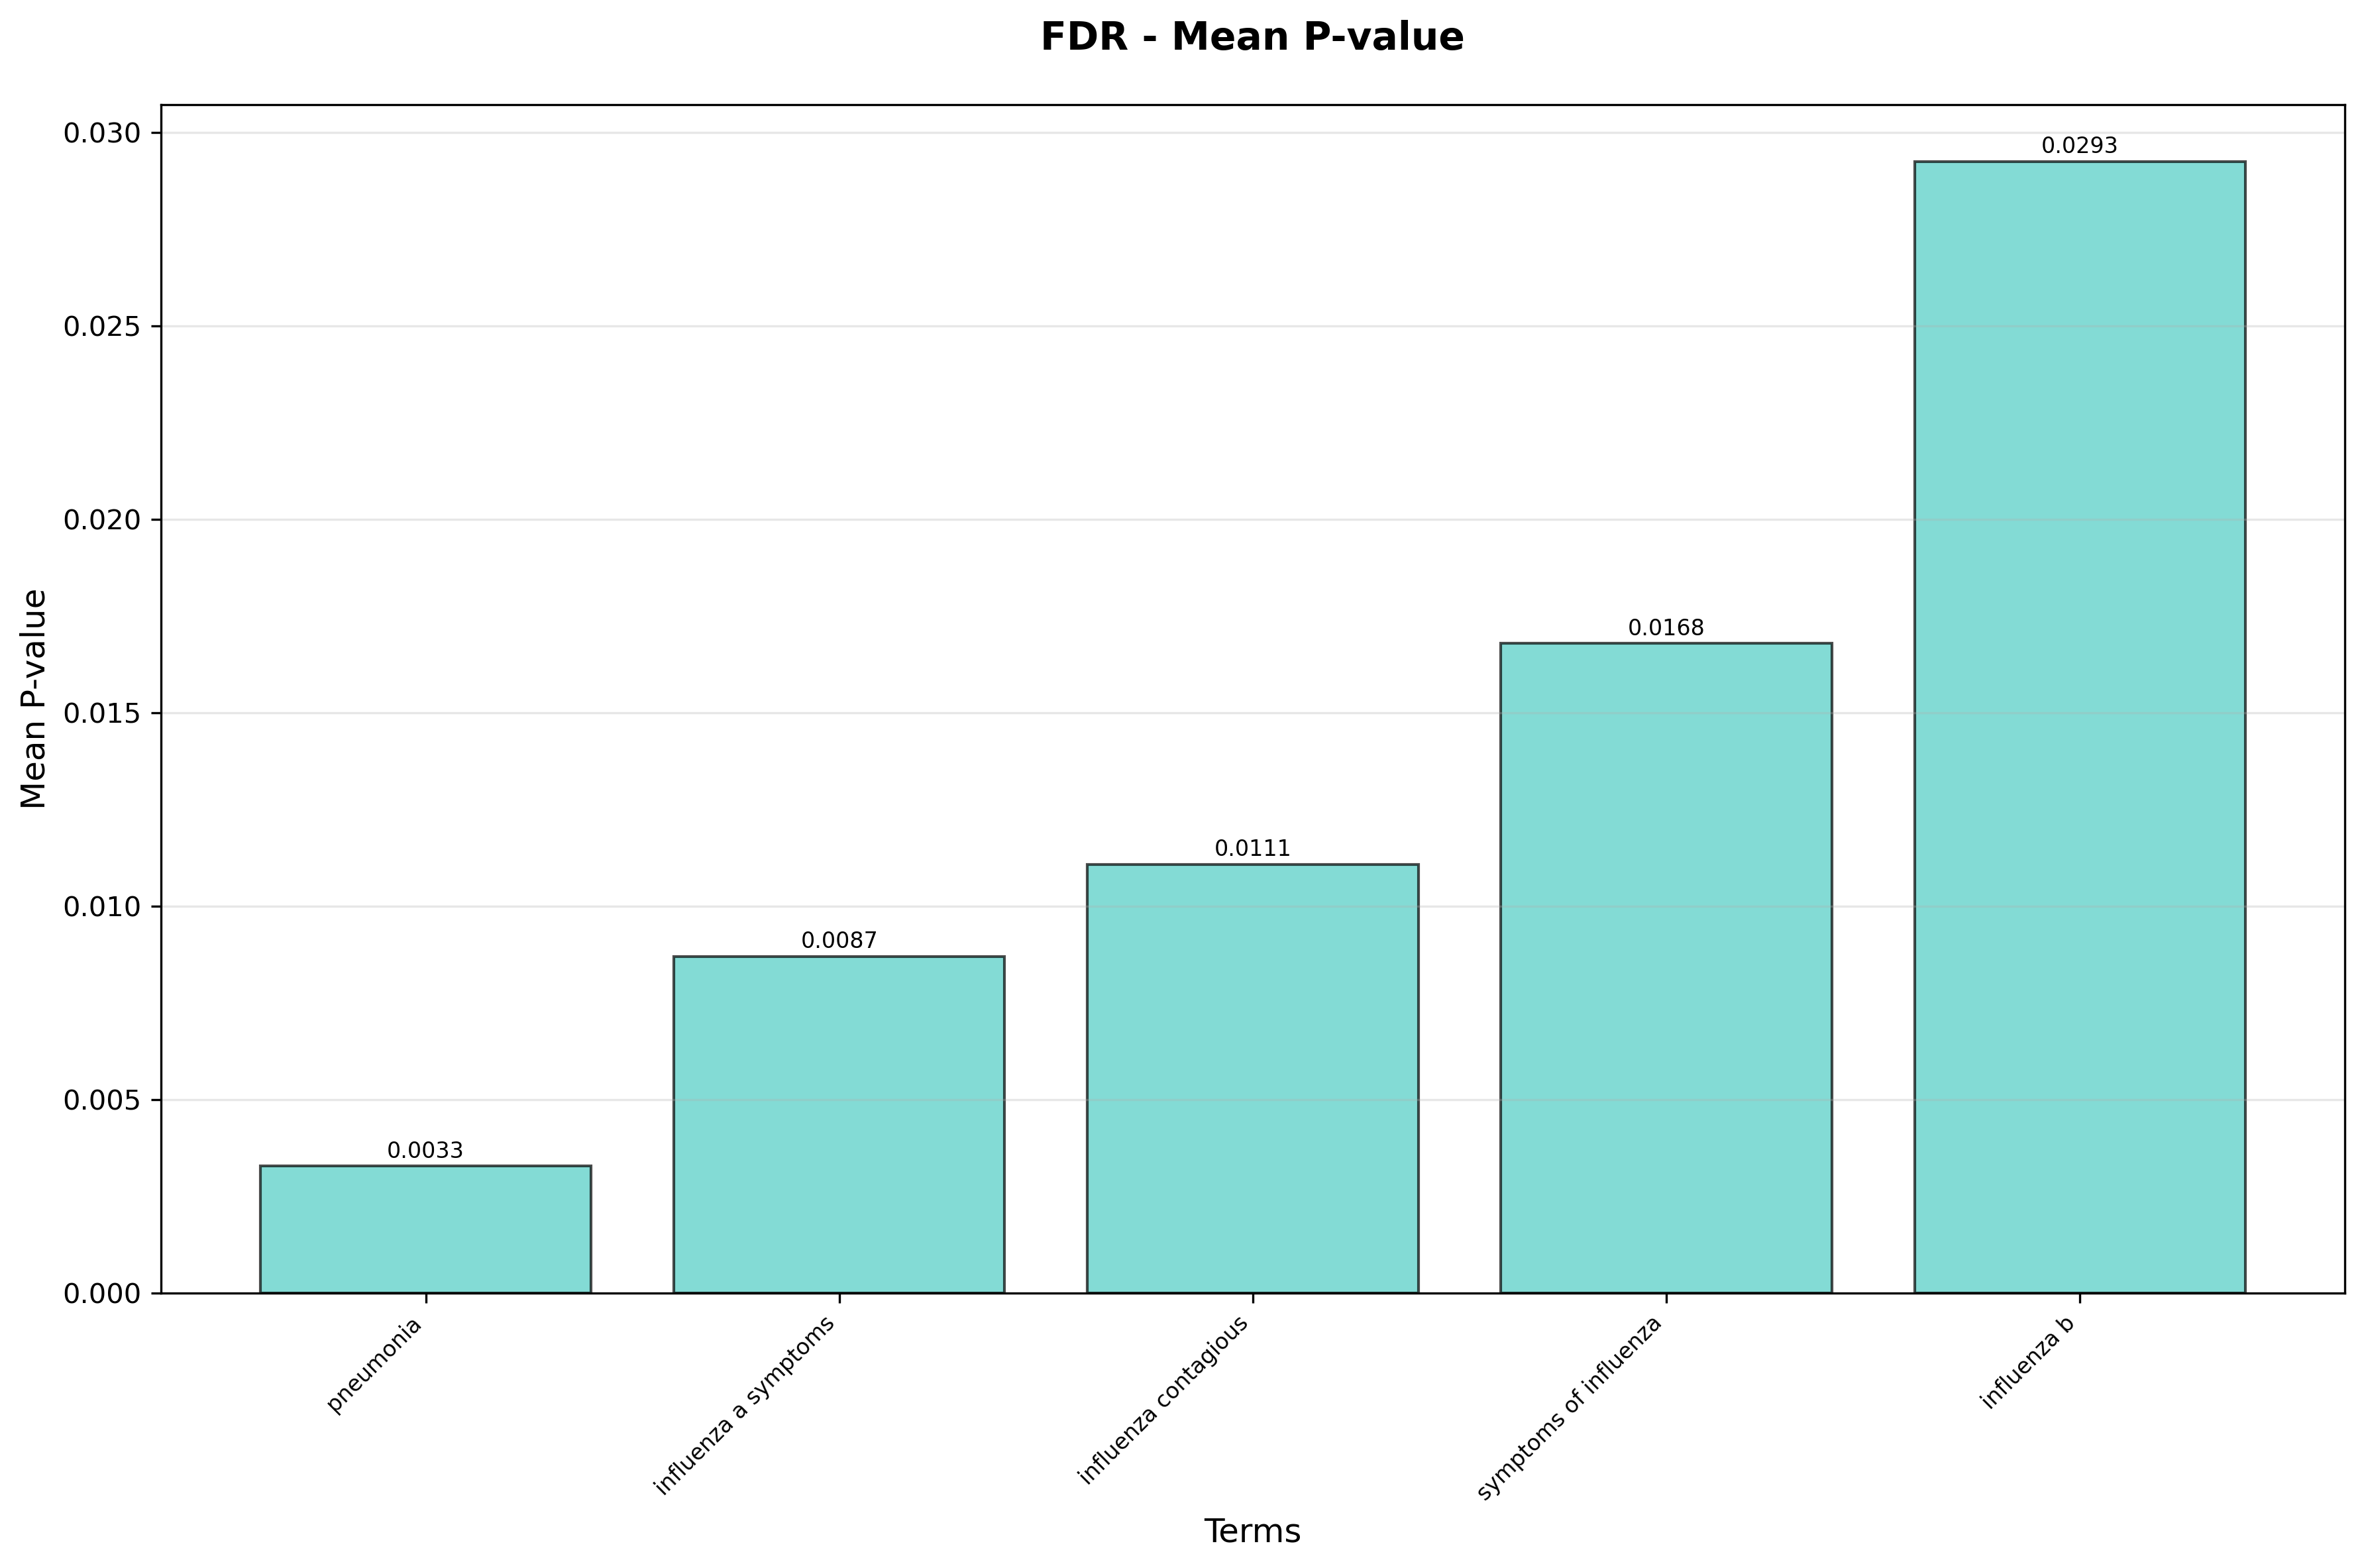 FDR - Mean P-value
Mean P-value
0.030
0.025
0.020
0.015
0.010
0.005
0.000
0.0033
0.0087
0.0111
0.0168
0.0293
pneumonia
influenza a symptoms
influenza contagious
symptoms of influenza
influenza b
Terms